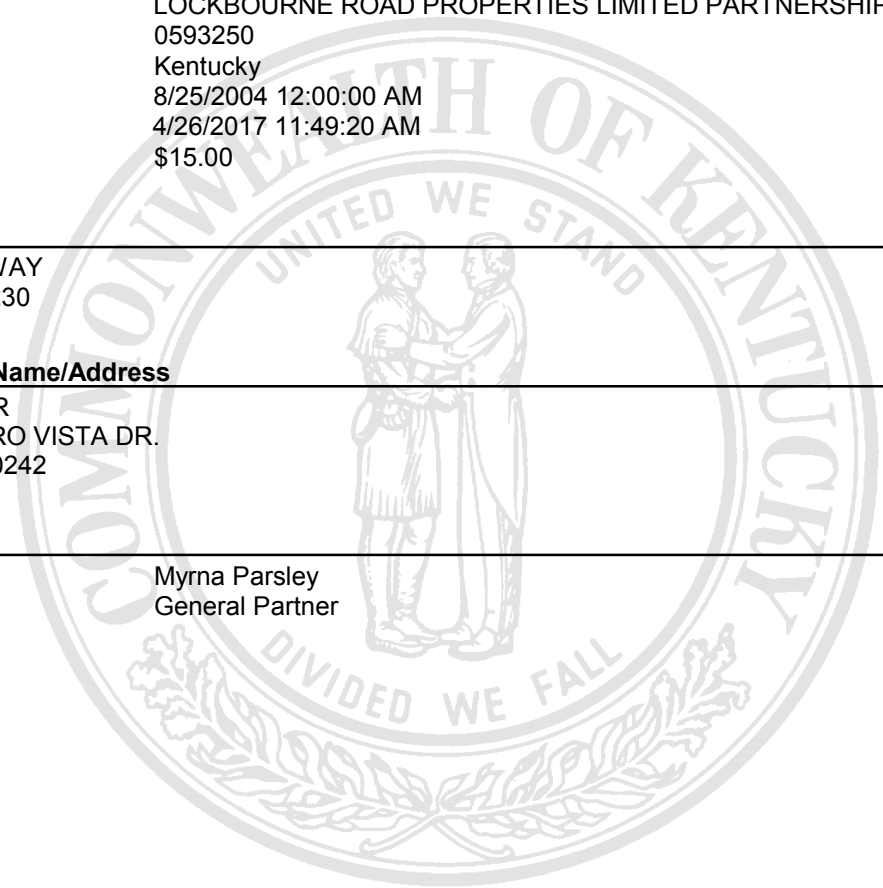 LOCKBOURNE ROAD PROPERTIES LIMITED PARTNERSHIP
0593250
Kentucky
8/25/2004 12:00:00 AM
4/26/2017 11:49:20 AM
$15.00
WAY
30
Name/Address
R
RO VISTA DR.
0242
Myrna Parsley
General Partner
COMMONWEALTH OF KENTUCKY
UNITED WE STAND
DIVIDED WE FALL